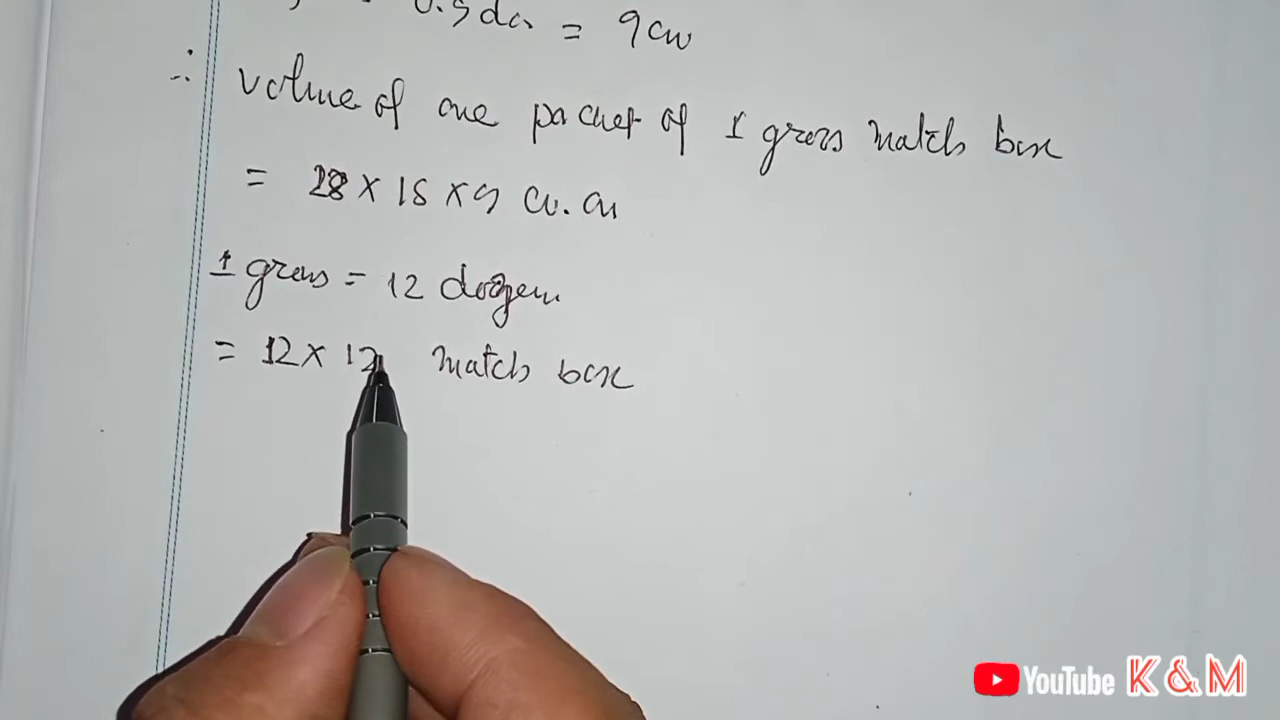 0.9 dm = 9 cm
∴ volume of one packet of 1 gross match box
= 28 × 15 × 9 cu. cm
1 gross = 12 dozen
= 12 × 12 match box
YouTube K & M